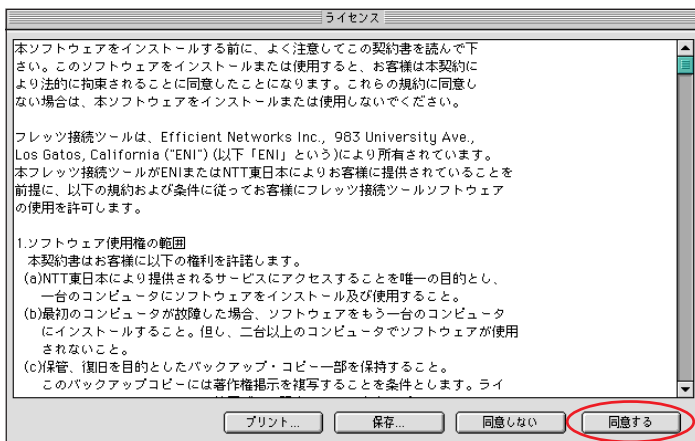 ライセンス
本ソフトウェアをインストールする前に、よく注意してこの契約書を読んで下
さい。このソフトウェアをインストールまたは使用すると、お客様は本契約に
より法的に拘束されることに同意したことになります。これらの規約に同意し
ない場合は、本ソフトウェアをインストールまたは使用しないでください。
フレッツ接続ツールは、Efficient Networks Inc., 983 University Ave.,
Los Gatos, California ("ENI") (以下「ENI」という)により所有されています。
本フレッツ接続ツールがENIまたはNTT東日本によりお客様に提供されていることを
前提に、以下の規約および条件に従ってお客様にフレッツ接続ツールソフトウェア
の使用を許可します。
1.ソフトウェア使用権の範囲
本契約書はお客様に以下の権利を許諾します。
(a)NTT東日本により提供されるサービスにアクセスすることを唯一の目的とし、
一台のコンピュータにソフトウェアをインストール及び使用すること。
(b)最初のコンピュータが故障した場合、ソフトウェアをもう一台のコンピュータ
にインストールすること。但し、二台以上のコンピュータでソフトウェアが使用
されないこと。
(c)保管、復旧を目的としたバックアップ・コピー一部を保持すること。
このバックアップコピーには著作権掲示を複写することを条件とします。ライ
プリント...
保存...
同意しない
同意する